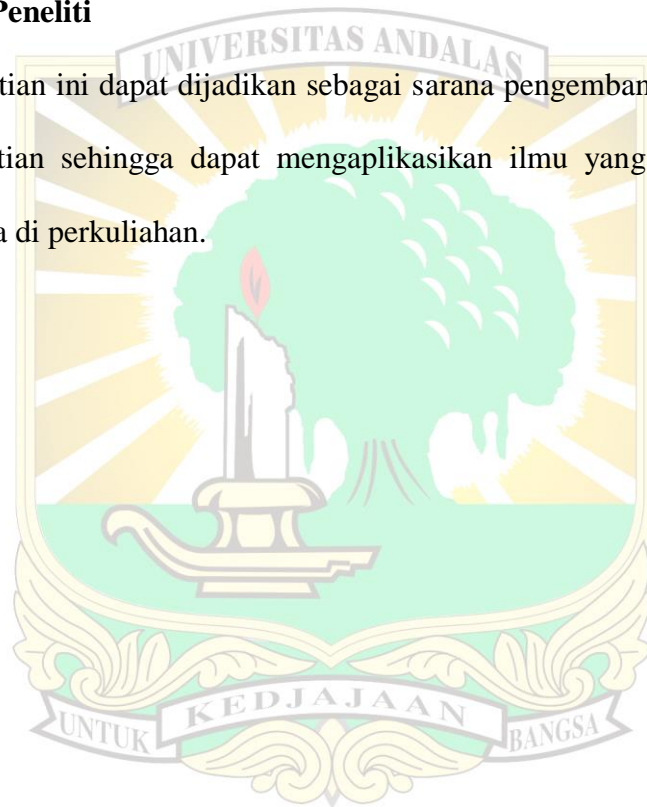 Peneliti
UNIVERSITAS ANDALAS
tian ini dapat dijadikan sebagai sarana pengemban
tian sehingga dapat mengaplikasikan ilmu yang
a di perkuliahan.
UNTUK KEDJAJAAN BANGSA